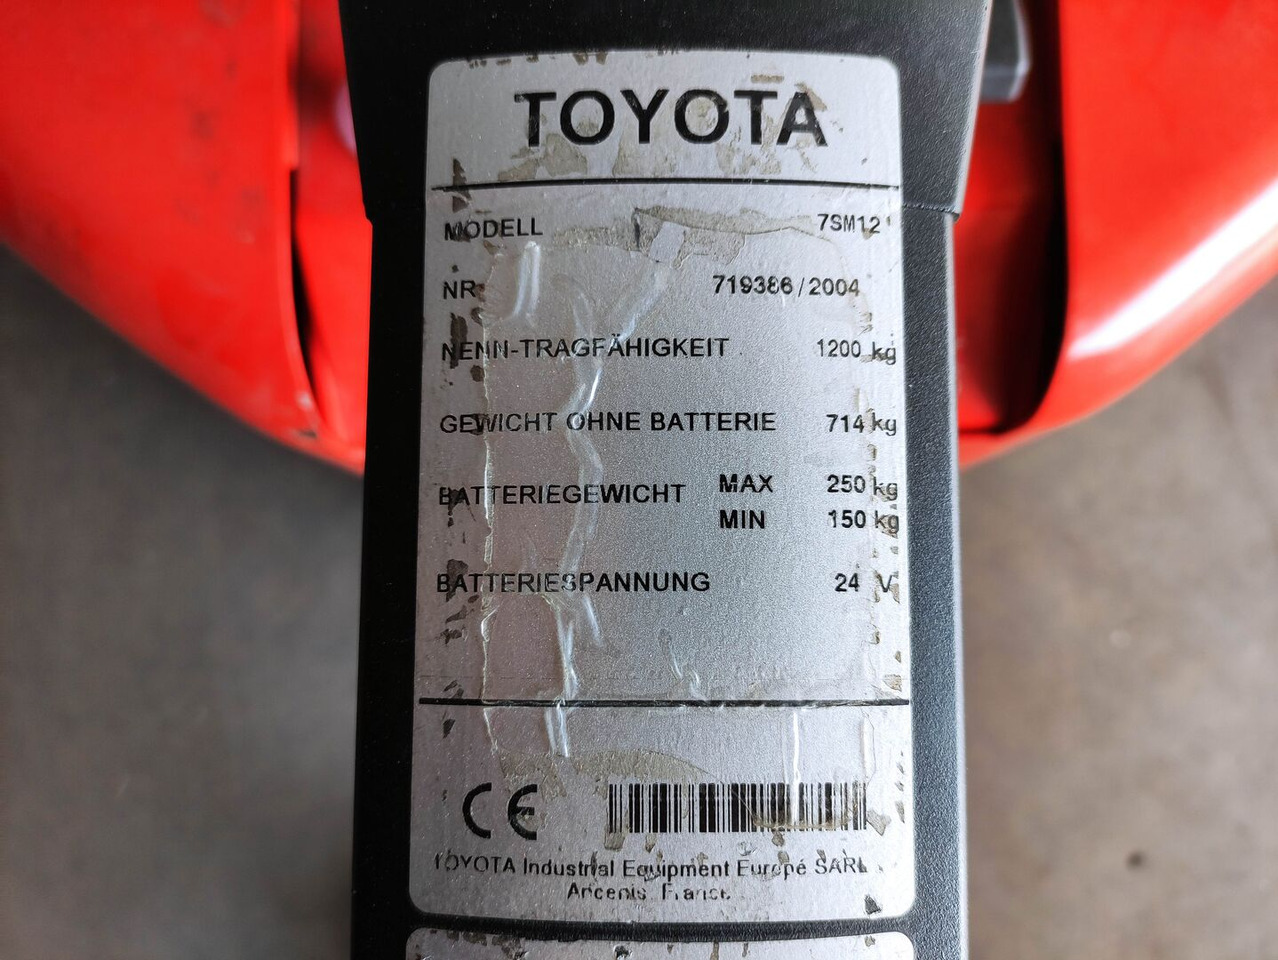 TOYOTA
MODELL 7SM12
NR 719386/2004
NENN-TRAGFÄHIGKEIT 1200 kg
GEWICHT OHNE BATTERIE 714 kg
BATTERIEGEWICHT MAX 250 kg
MIN 150 kg
BATTERIESPANNUNG 24 V
CE
TOYOTA Industrial Equipment Europé SARL
Ancenis France